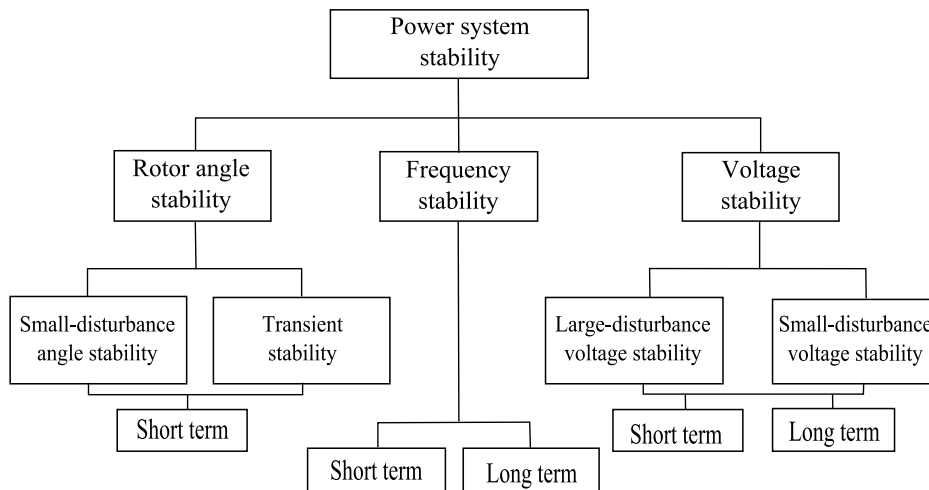 Power system
stability
Rotor angle
stability
Frequency
stability
Voltage
stability
Small-disturbance
angle stability
Transient
stability
Large-disturbance
voltage stability
Small-disturbance
voltage stability
Short term
Short term
Long term
Short term
Long term